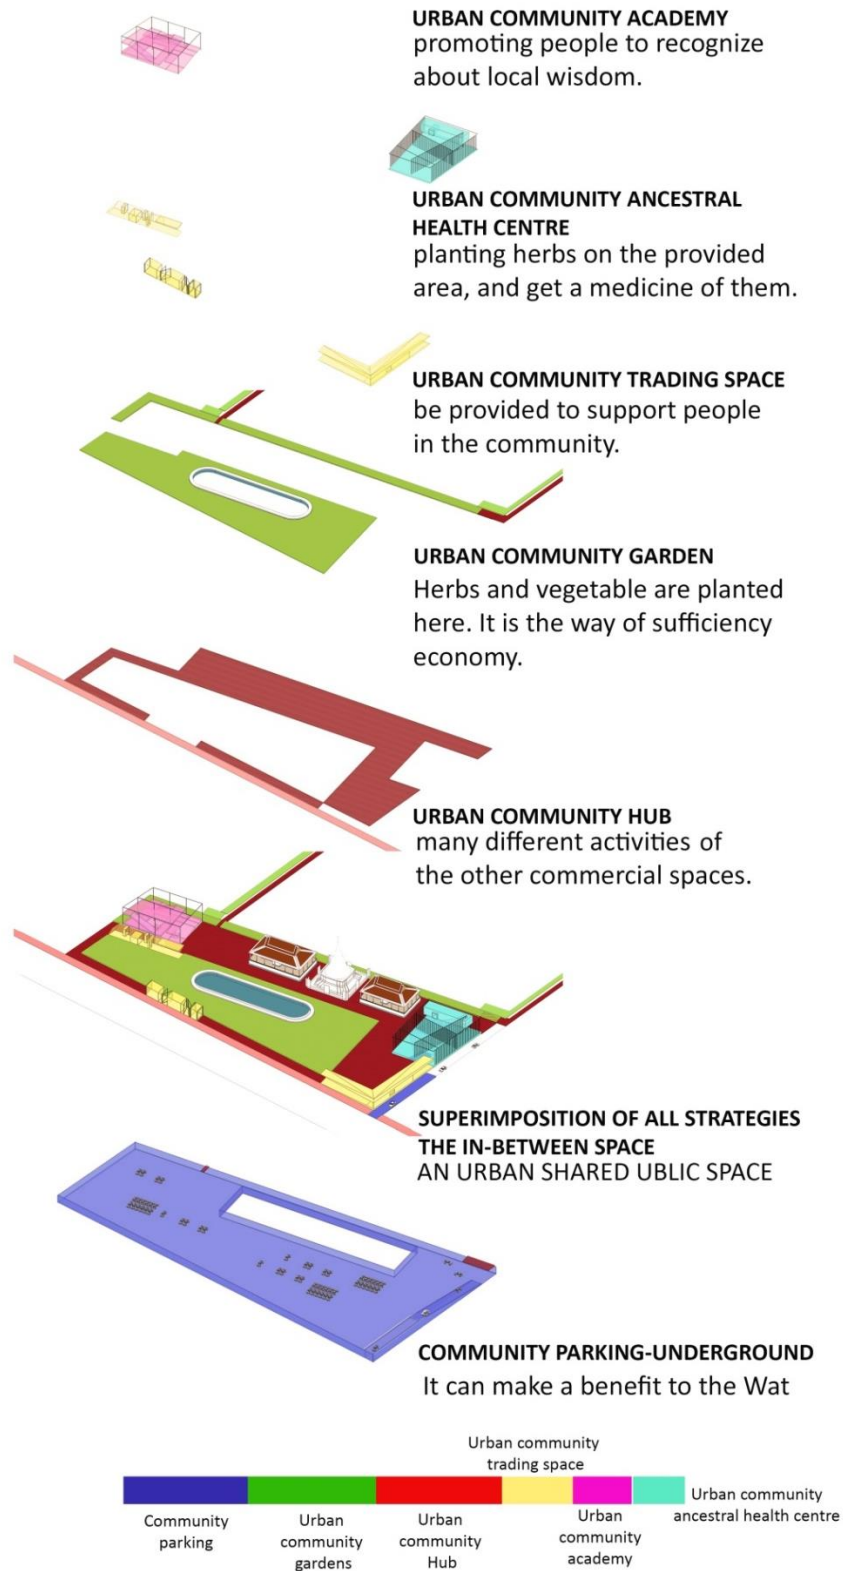 URBAN COMMUNITY ACADEMY
promoting people to recognize
about local wisdom.
URBAN COMMUNITY ANCESTRAL
HEALTH CENTRE
planting herbs on the provided
area, and get a medicine of them.
URBAN COMMUNITY TRADING SPACE
be provided to support people
in the community.
URBAN COMMUNITY GARDEN
Herbs and vegetable are planted
here. It is the way of sufficiency
economy.
URBAN COMMUNITY HUB
many different activities of
the other commercial spaces.
SUPERIMPOSITION OF ALL STRATEGIES
THE IN-BETWEEN SPACE
AN URBAN SHARED UBLIC SPACE
COMMUNITY PARKING-UNDERGROUND
It can make a benefit to the Wat
Urban community
trading space
Community
parking
Urban
community
gardens
Urban
community
Hub
Urban
community
academy
Urban community
ancestral health centre